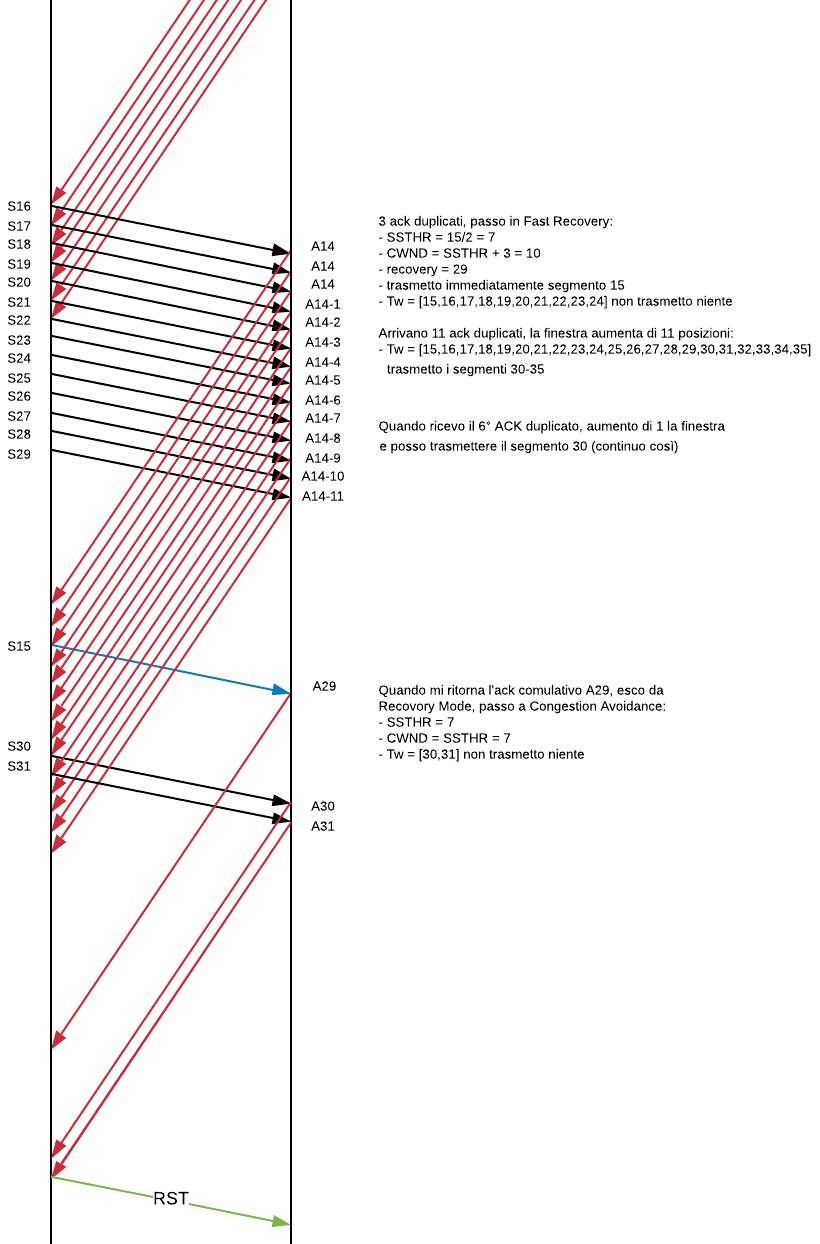 S16
S17
S18
S19
S20
S21
S22
S23
S24
S25
S26
S27
S28
S29
A14
A14
A14
A14-1
A14-2
A14-3
A14-4
A14-5
A14-6
A14-7
A14-8
A14-9
A14-10
A14-11
3 ack duplicati, passo in Fast Recovery:
- SSTHR = 15/2 = 7
- CWND = SSTHR + 3 = 10
- recovery = 29
- trasmetto immediatamente segmento 15
- Tw = [15,16,17,18,19,20,21,22,23,24] non trasmetto niente
Arrivano 11 ack duplicati, la finestra aumenta di 11 posizioni:
- Tw = [15,16,17,18,19,20,21,22,23,24,25,26,27,28,29,30,31,32,33,34,35]
trasmetto i segmenti 30-35
Quando ricevo il 6° ACK duplicato, aumento di 1 la finestra
e posso trasmettere il segmento 30 (continuo così)
S15
A29
S30
S31
A30
A31
Quando mi ritorna l'ack comulativo A29, esco da
Recovory Mode, passo a Congestion Avoidance:
- SSTHR = 7
- CWND = SSTHR = 7
- Tw = [30,31] non trasmetto niente
RST